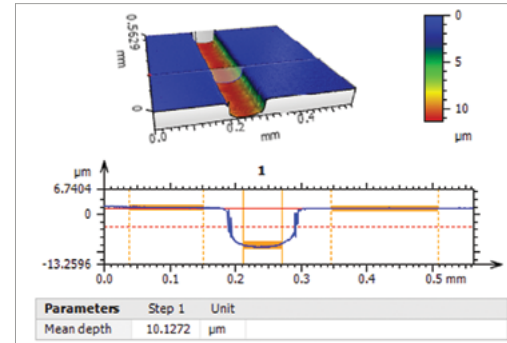 0.5629
mm
0
0.0
0.2
0.4
mm
0
5
10
µm
µm
1
6.7404
0
-13.2596
0.0 0.1 0.2 0.3 0.4 0.5 mm
Parameters Step 1 Unit
Mean depth 10.1272 µm